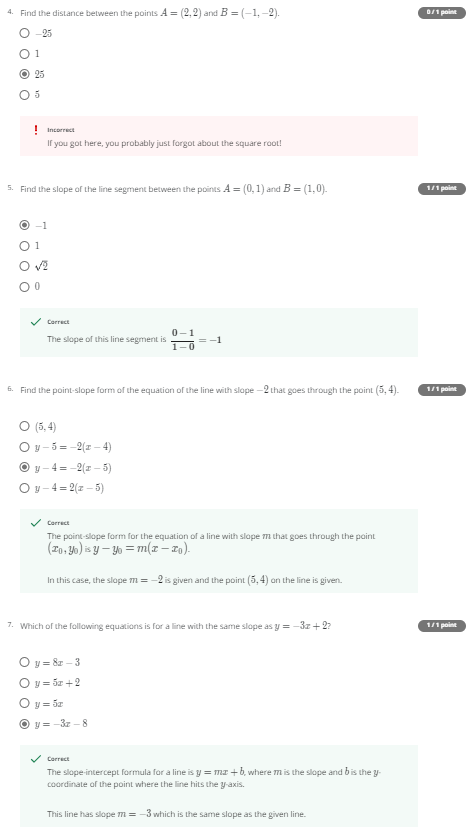 4. Find the distance between the points A = (2, 2) and B = (−1, −2).
0 / 1 point
−25
1
25
5
! Incorrect
If you got here, you probably just forgot about the square root!
5. Find the slope of the line segment between the points A = (0, 1) and B = (1, 0).
1 / 1 point
−1
1
√2
0
Correct
The slope of this line segment is (0 − 1)/(1 − 0) = −1
6. Find the point-slope form of the equation of the line with slope −2 that goes through the point (5, 4).
1 / 1 point
(5, 4)
y − 5 = −2(x − 4)
y − 4 = −2(x − 5)
y − 4 = 2(x − 5)
Correct
The point-slope form for the equation of a line with slope m that goes through the point
(x₀, y₀) is y − y₀ = m(x − x₀).
In this case, the slope m = −2 is given and the point (5, 4) on the line is given.
7. Which of the following equations is for a line with the same slope as y = −3x + 2?
1 / 1 point
y = 8x − 3
y = 5x + 2
y = 5x
y = −3x − 8
Correct
The slope-intercept formula for a line is y = mx + b, where m is the slope and b is the y-
coordinate of the point where the line hits the y-axis.
This line has slope m = −3 which is the same slope as the given line.